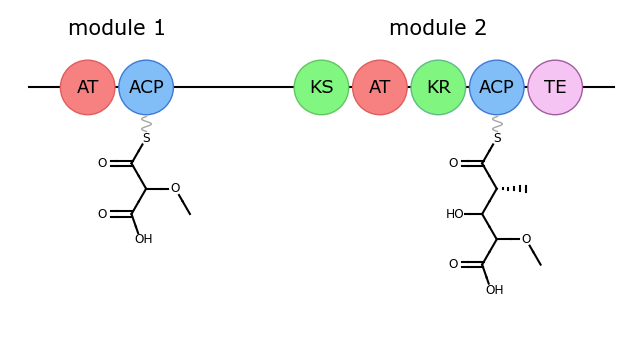 module 1 module 2
AT ACP KS AT KR ACP TE
S S
O O
O
O HO
OH O
O
OH